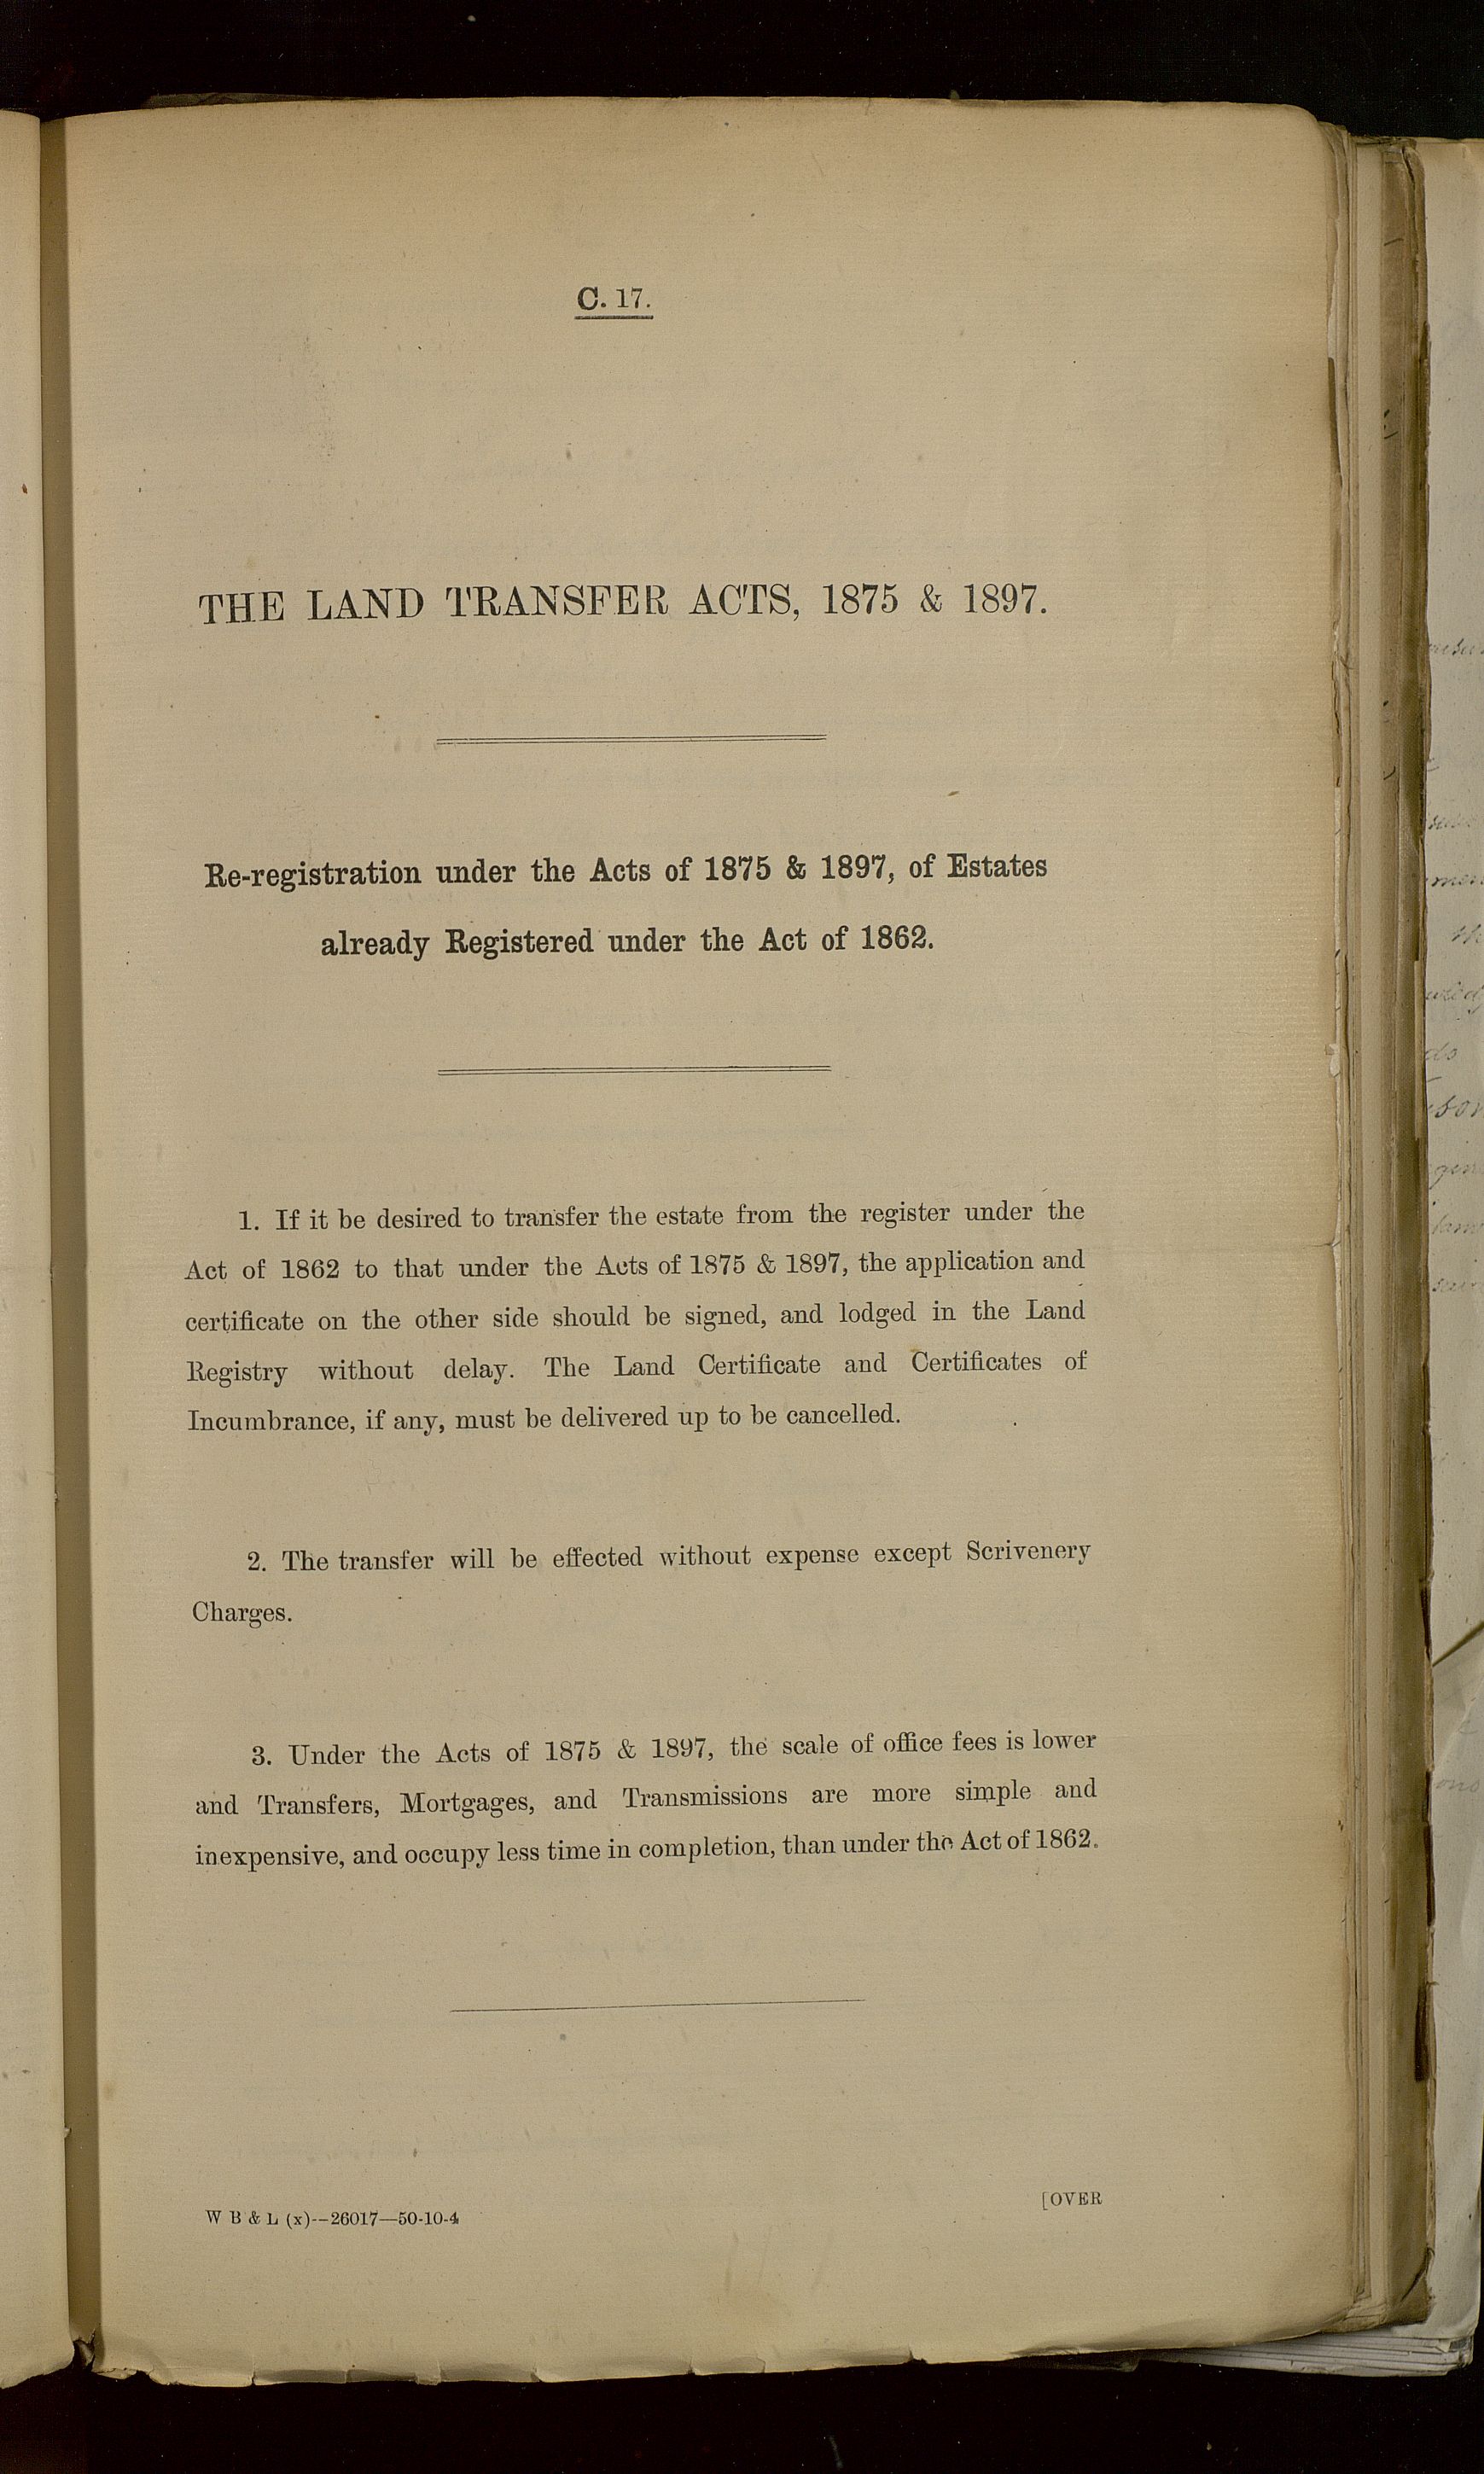 C. 17.
THE LAND TRANSFER ACTS, 1875 & 1897.
Re-registration under the Acts of 1875 & 1897, of Estates
already Registered under the Act of 1862.
1. If it be desired to transfer the estate from the register under the
Act of 1862 to that under the Acts of 1875 & 1897, the application and
certificate on the other side should be signed, and lodged in the Land
Registry without delay. The Land Certificate and Certificates of
Incumbrance, if any, must be delivered up to be cancelled.
2. The transfer will be effected without expense except Scrivenery
Charges.
3. Under the Acts of 1875 & 1897, the scale of office fees is lower
and Transfers, Mortgages, and Transmissions are more simple and
inexpensive, and occupy less time in completion, than under the Act of 1862.
[OVER
W B & L (x)—26017—50-10-4